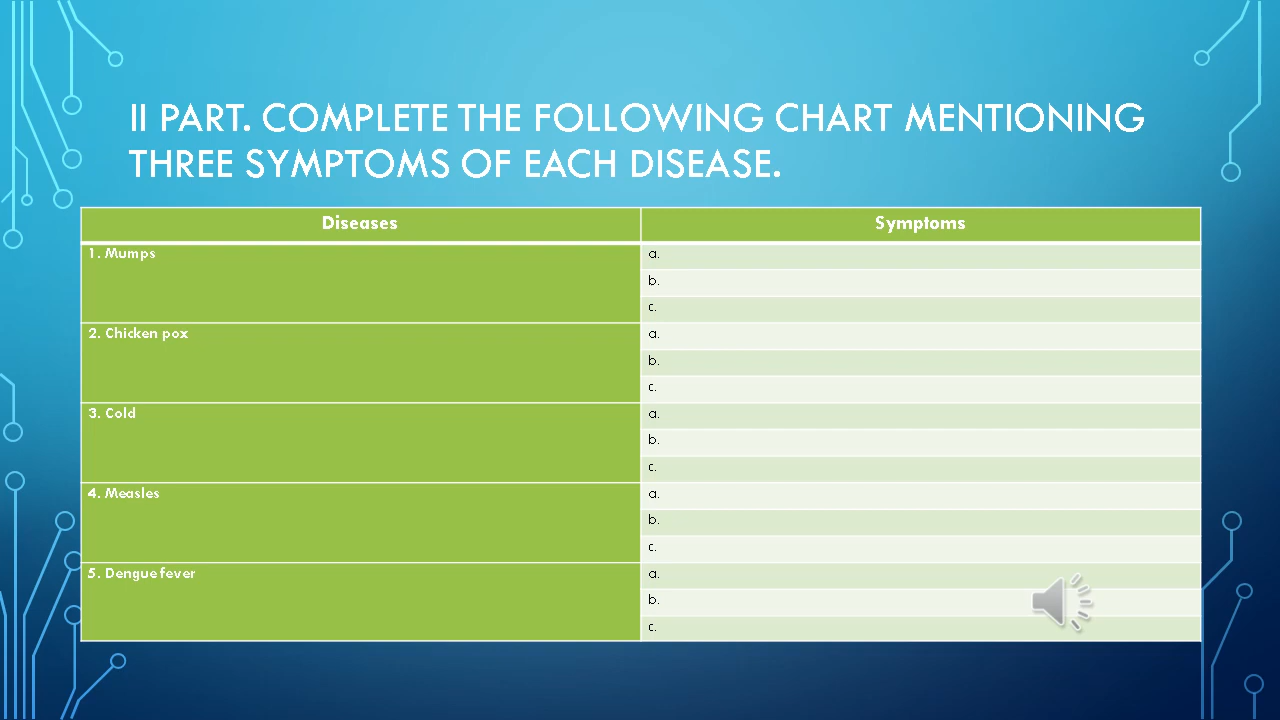 II PART. COMPLETE THE FOLLOWING CHART MENTIONING
THREE SYMPTOMS OF EACH DISEASE.
Diseases Symptoms
1. Mumps a.
b.
c.
2. Chicken pox a.
b.
c.
3. Cold a.
b.
c.
4. Measles a.
b.
c.
5. Dengue fever a.
b.
c.